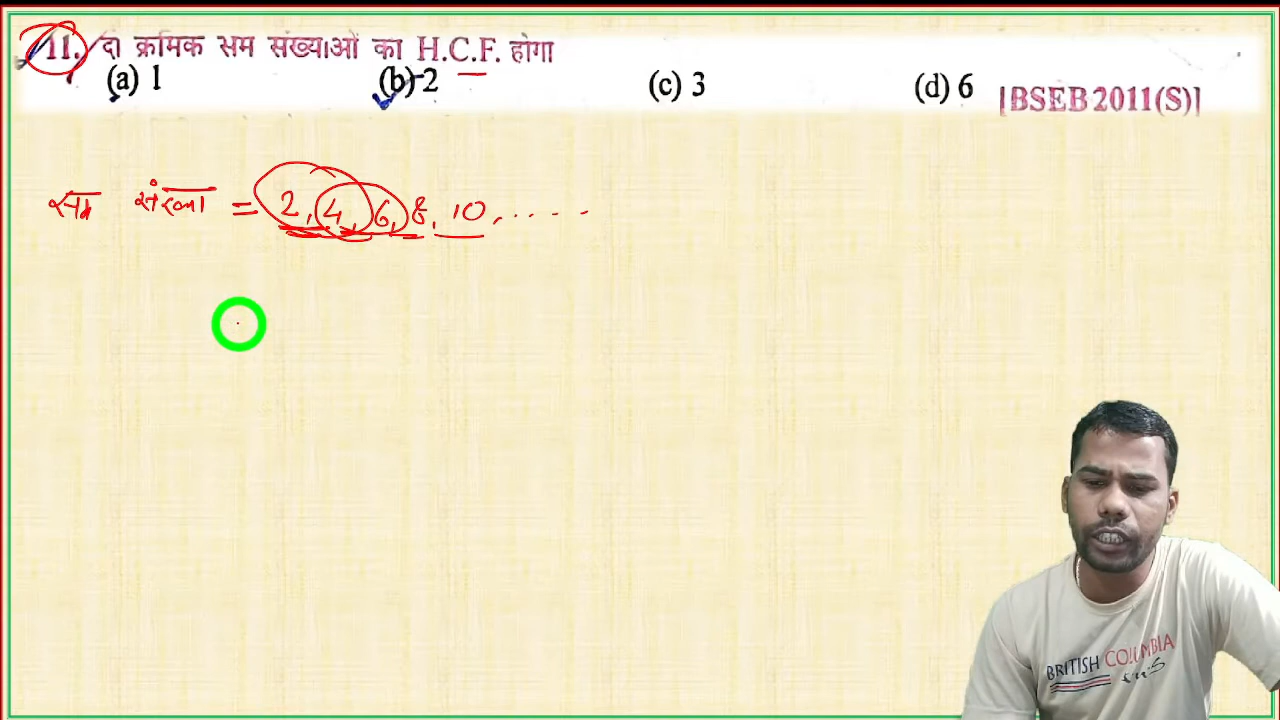 11. दो क्रमिक सम संख्याओं का H.C.F. होगा
(a) 1 (b) 2 (c) 3 (d) 6 [BSEB 2011(S)]
सम संख्या = 2, 4, 6, 8, 10, .....
BRITISH COLUMBIA